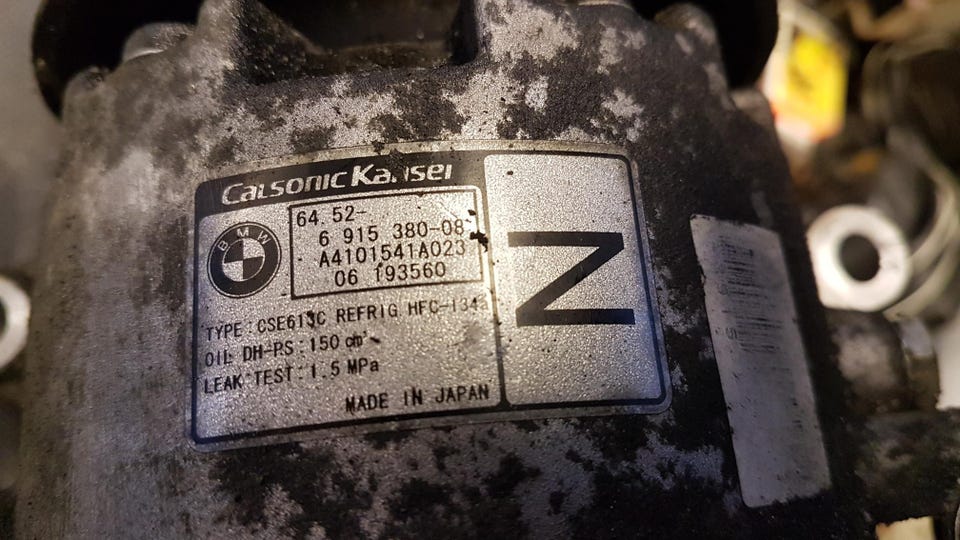 Calsonic Kansei
BMW
64.52-
6 915 380-08
A4101541A023
06 193560
TYPE : CSE613C REFRIG HFC-134
OIL DH-PS : 150 cm³
LEAK TEST : 1.5 MPa
MADE IN JAPAN
Z